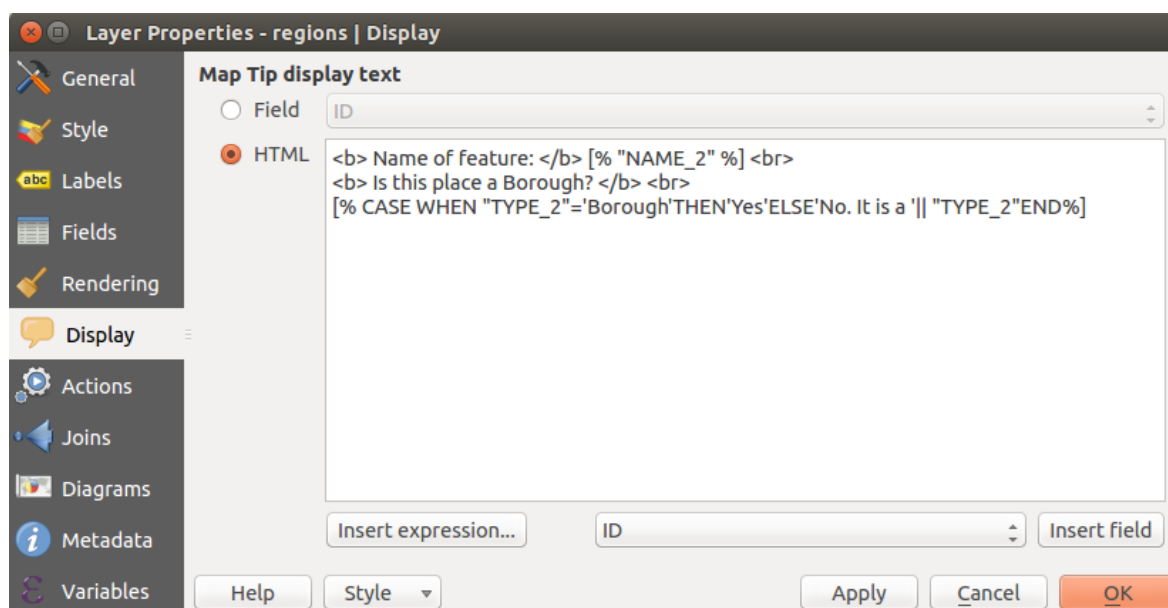 Layer Properties - regions | Display
General
Style
abc Labels
Fields
Rendering
Display
Actions
Joins
Diagrams
i Metadata
ε Variables
Map Tip display text
Field
ID
HTML
<b> Name of feature: </b> [% "NAME_2" %] <br>
<b> Is this place a Borough? </b> <br>
[% CASE WHEN "TYPE_2"='Borough'THEN'Yes'ELSE'No. It is a '|| "TYPE_2"END%]
Insert expression...
ID
Insert field
Help
Style
Apply
Cancel
OK